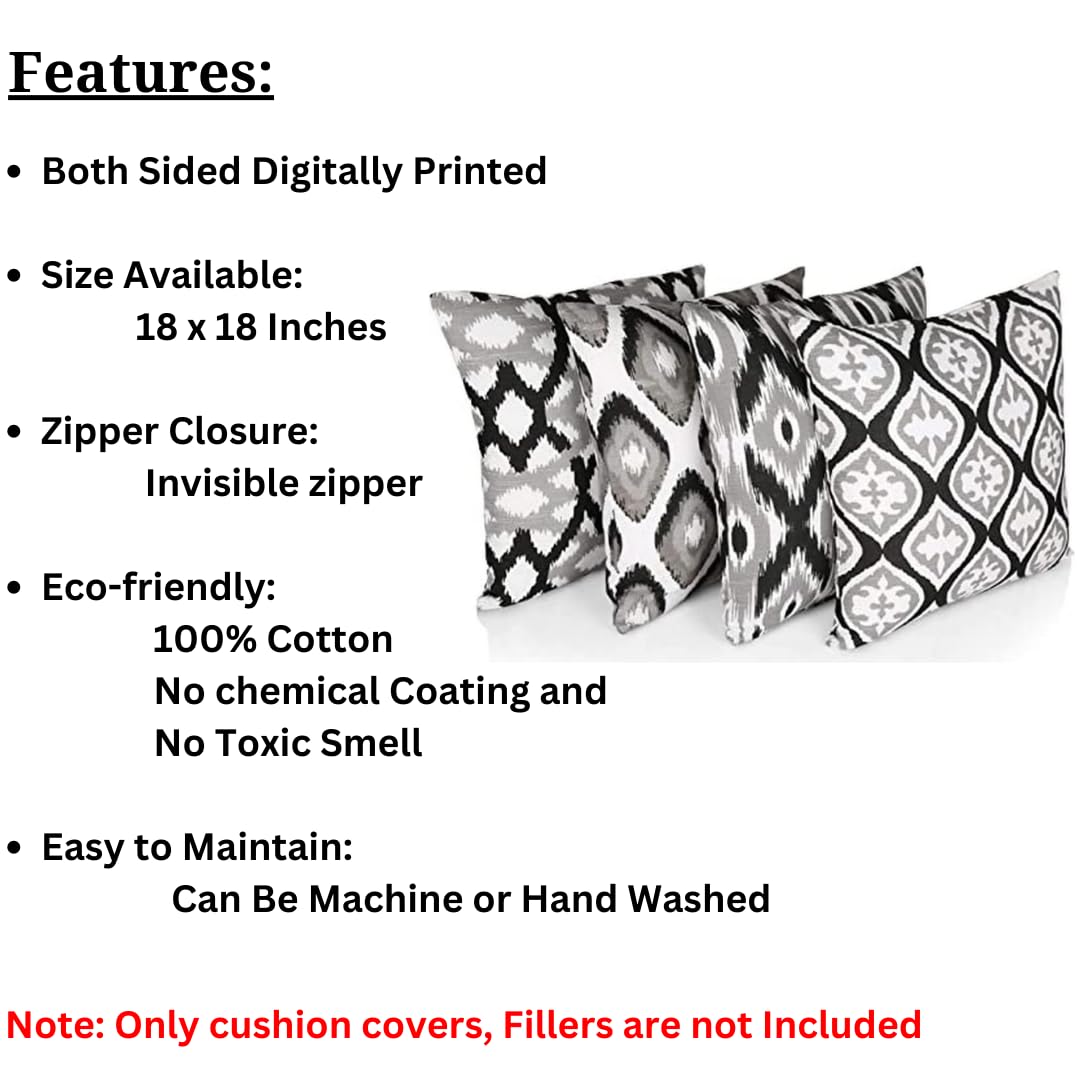 Features:
• Both Sided Digitally Printed
• Size Available:
18 x 18 Inches
• Zipper Closure:
Invisible zipper
• Eco-friendly:
100% Cotton
No chemical Coating and
No Toxic Smell
• Easy to Maintain:
Can Be Machine or Hand Washed
Note: Only cushion covers, Fillers are not Included